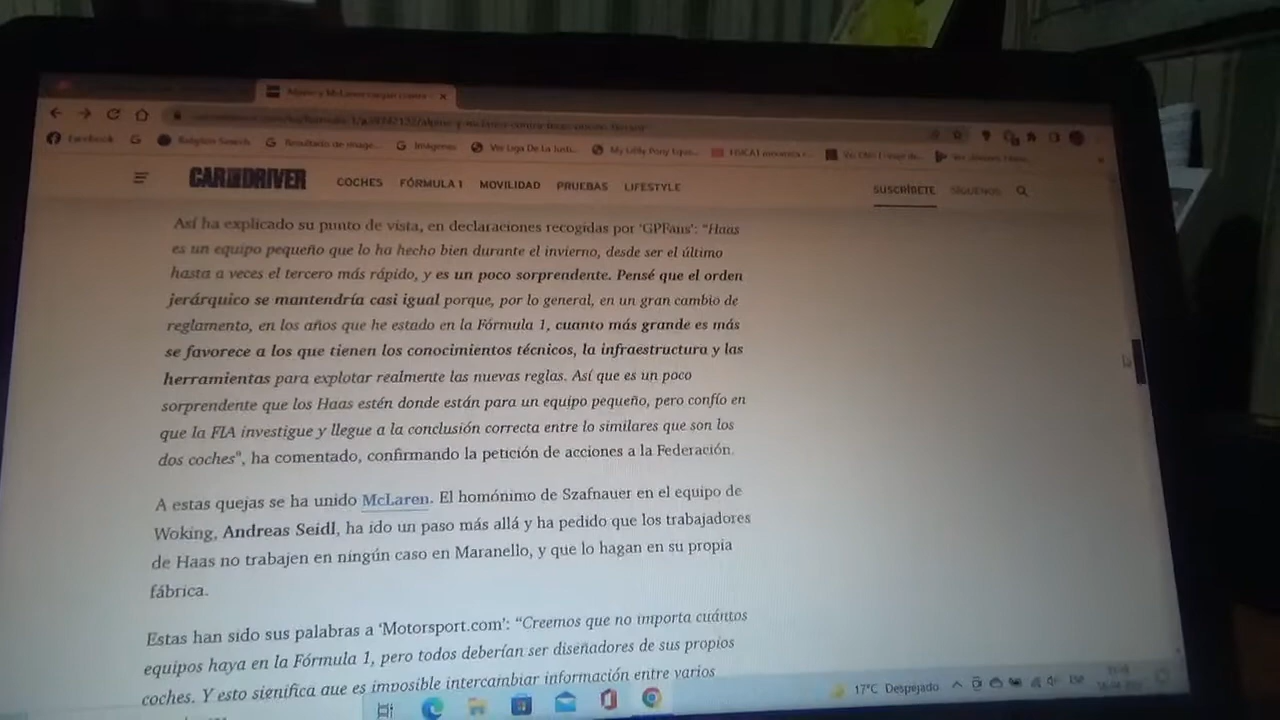 Facebook
Imágenes
CAR AND DRIVER
COCHES FÓRMULA 1 MOVILIDAD PRUEBAS LIFESTYLE SUSCRÍBETE SÍGUENOS
Así ha explicado su punto de vista, en declaraciones recogidas por 'GPFans': "Haas
es un equipo pequeño que lo ha hecho bien durante el invierno, desde ser el último
hasta a veces el tercero más rápido, y es un poco sorprendente. Pensé que el orden
jerárquico se mantendría casi igual porque, por lo general, en un gran cambio de
reglamento, en los años que he estado en la Fórmula 1, cuanto más grande es más
se favorece a los que tienen los conocimientos técnicos, la infraestructura y las
herramientas para explotar realmente las nuevas reglas. Así que es un poco
sorprendente que los Haas estén donde están para un equipo pequeño, pero confío en
que la FIA investigue y llegue a la conclusión correcta entre lo similares que son los
dos coches", ha comentado, confirmando la petición de acciones a la Federación.
A estas quejas se ha unido McLaren. El homónimo de Szafnauer en el equipo de
Woking, Andreas Seidl, ha ido un paso más allá y ha pedido que los trabajadores
de Haas no trabajen en ningún caso en Maranello, y que lo hagan en su propia
fábrica.
Estas han sido sus palabras a 'Motorsport.com': "Creemos que no importa cuántos
equipos haya en la Fórmula 1, pero todos deberían ser diseñadores de sus propios
coches. Y esto significa que es imposible intercambiar información entre varios
17°C Despejado